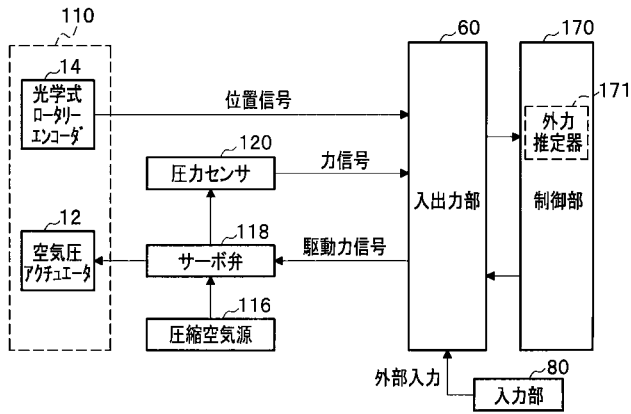 110
14
光学式
ロータリー
エンコーダ
位置信号
60
170
171
外力
推定器
120
圧力センサ
力信号
入出力部
制御部
12
空気圧
アクチュエータ
118
サーボ弁
駆動力信号
116
圧縮空気源
外部入力
80
入力部